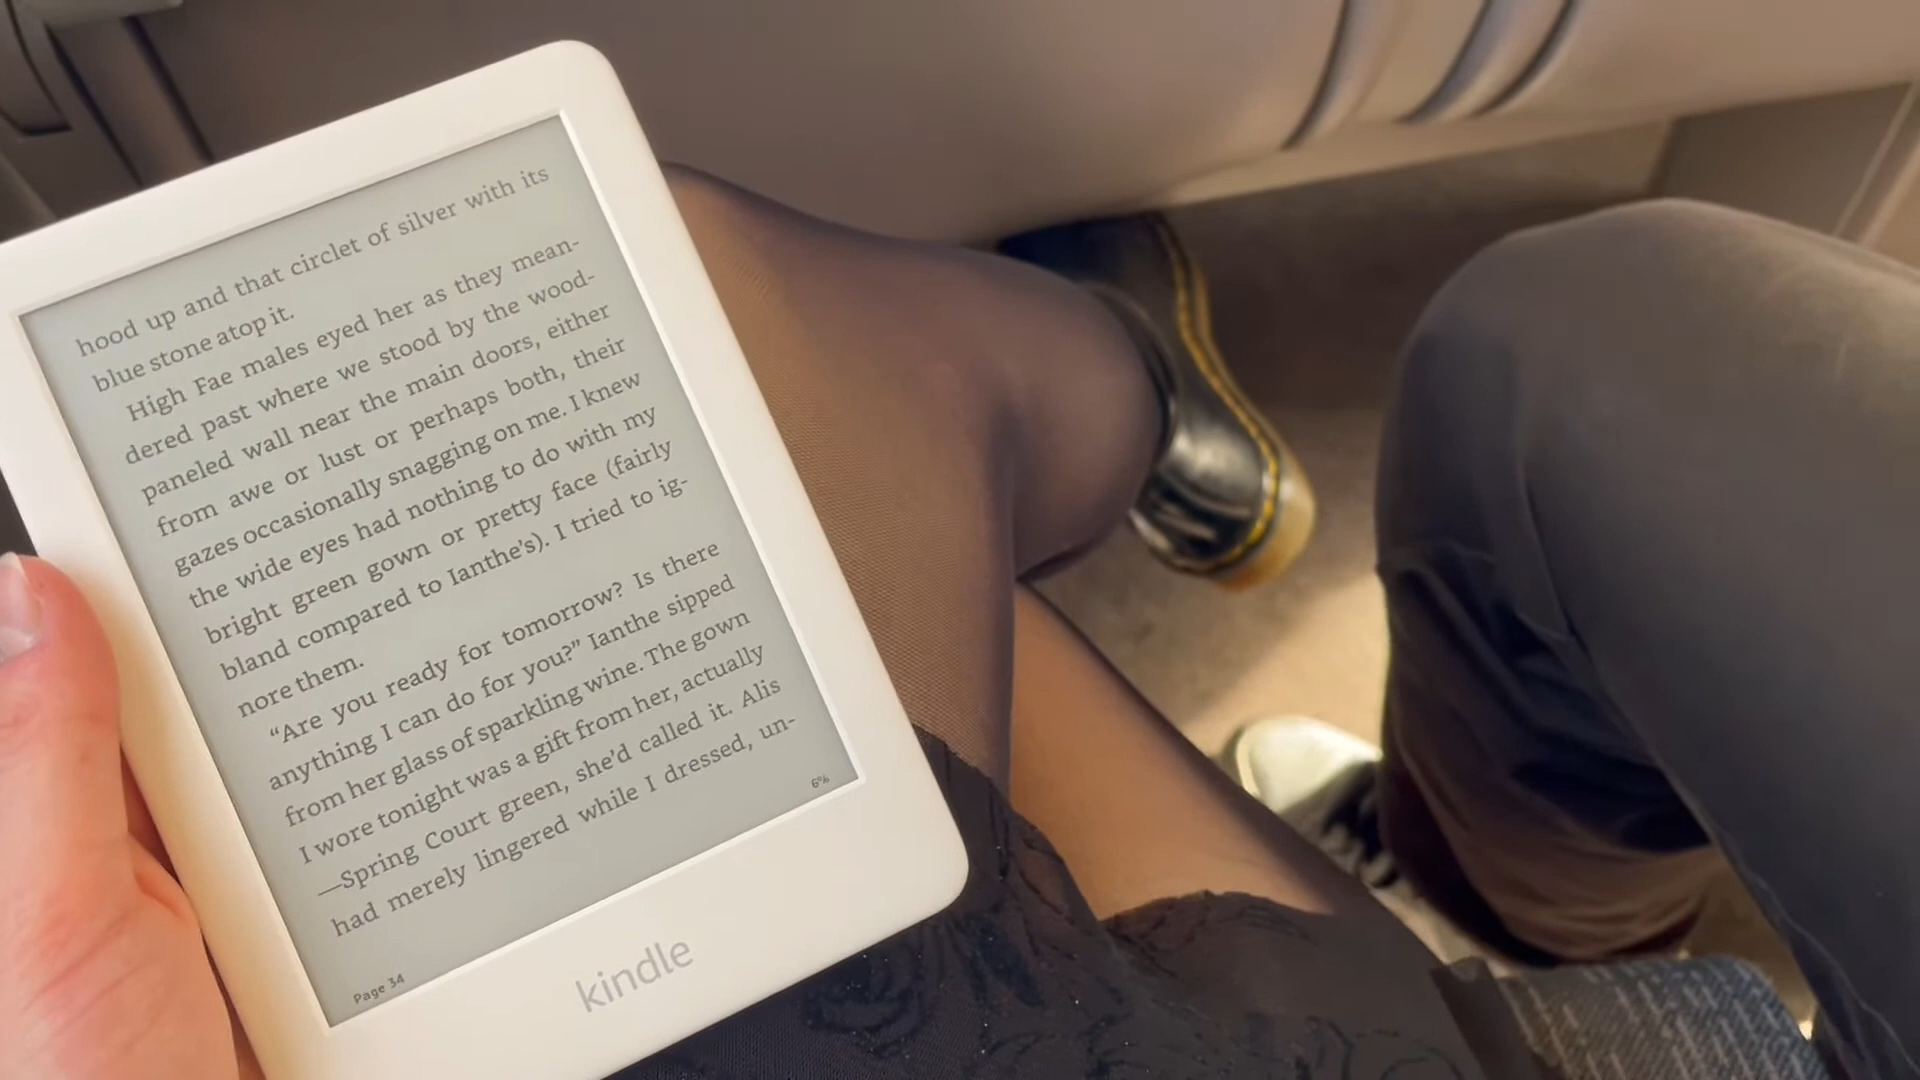 hood up and that circlet of silver with its
blue stone atop it.
High Fae males eyed her as they mean-
dered past where we stood by the wood-
paneled wall near the main doors, either
from awe or lust or perhaps both, their
gazes occasionally snagging on me. I knew
the wide eyes had nothing to do with my
bright green gown or pretty face (fairly
bland compared to Ianthe’s). I tried to ig-
nore them.
“Are you ready for tomorrow? Is there
anything I can do for you?” Ianthe sipped
from her glass of sparkling wine. The gown
I wore tonight was a gift from her, actually
—Spring Court green, she’d called it. Alis
had merely lingered while I dressed, un-
Page 34
6%
kindle